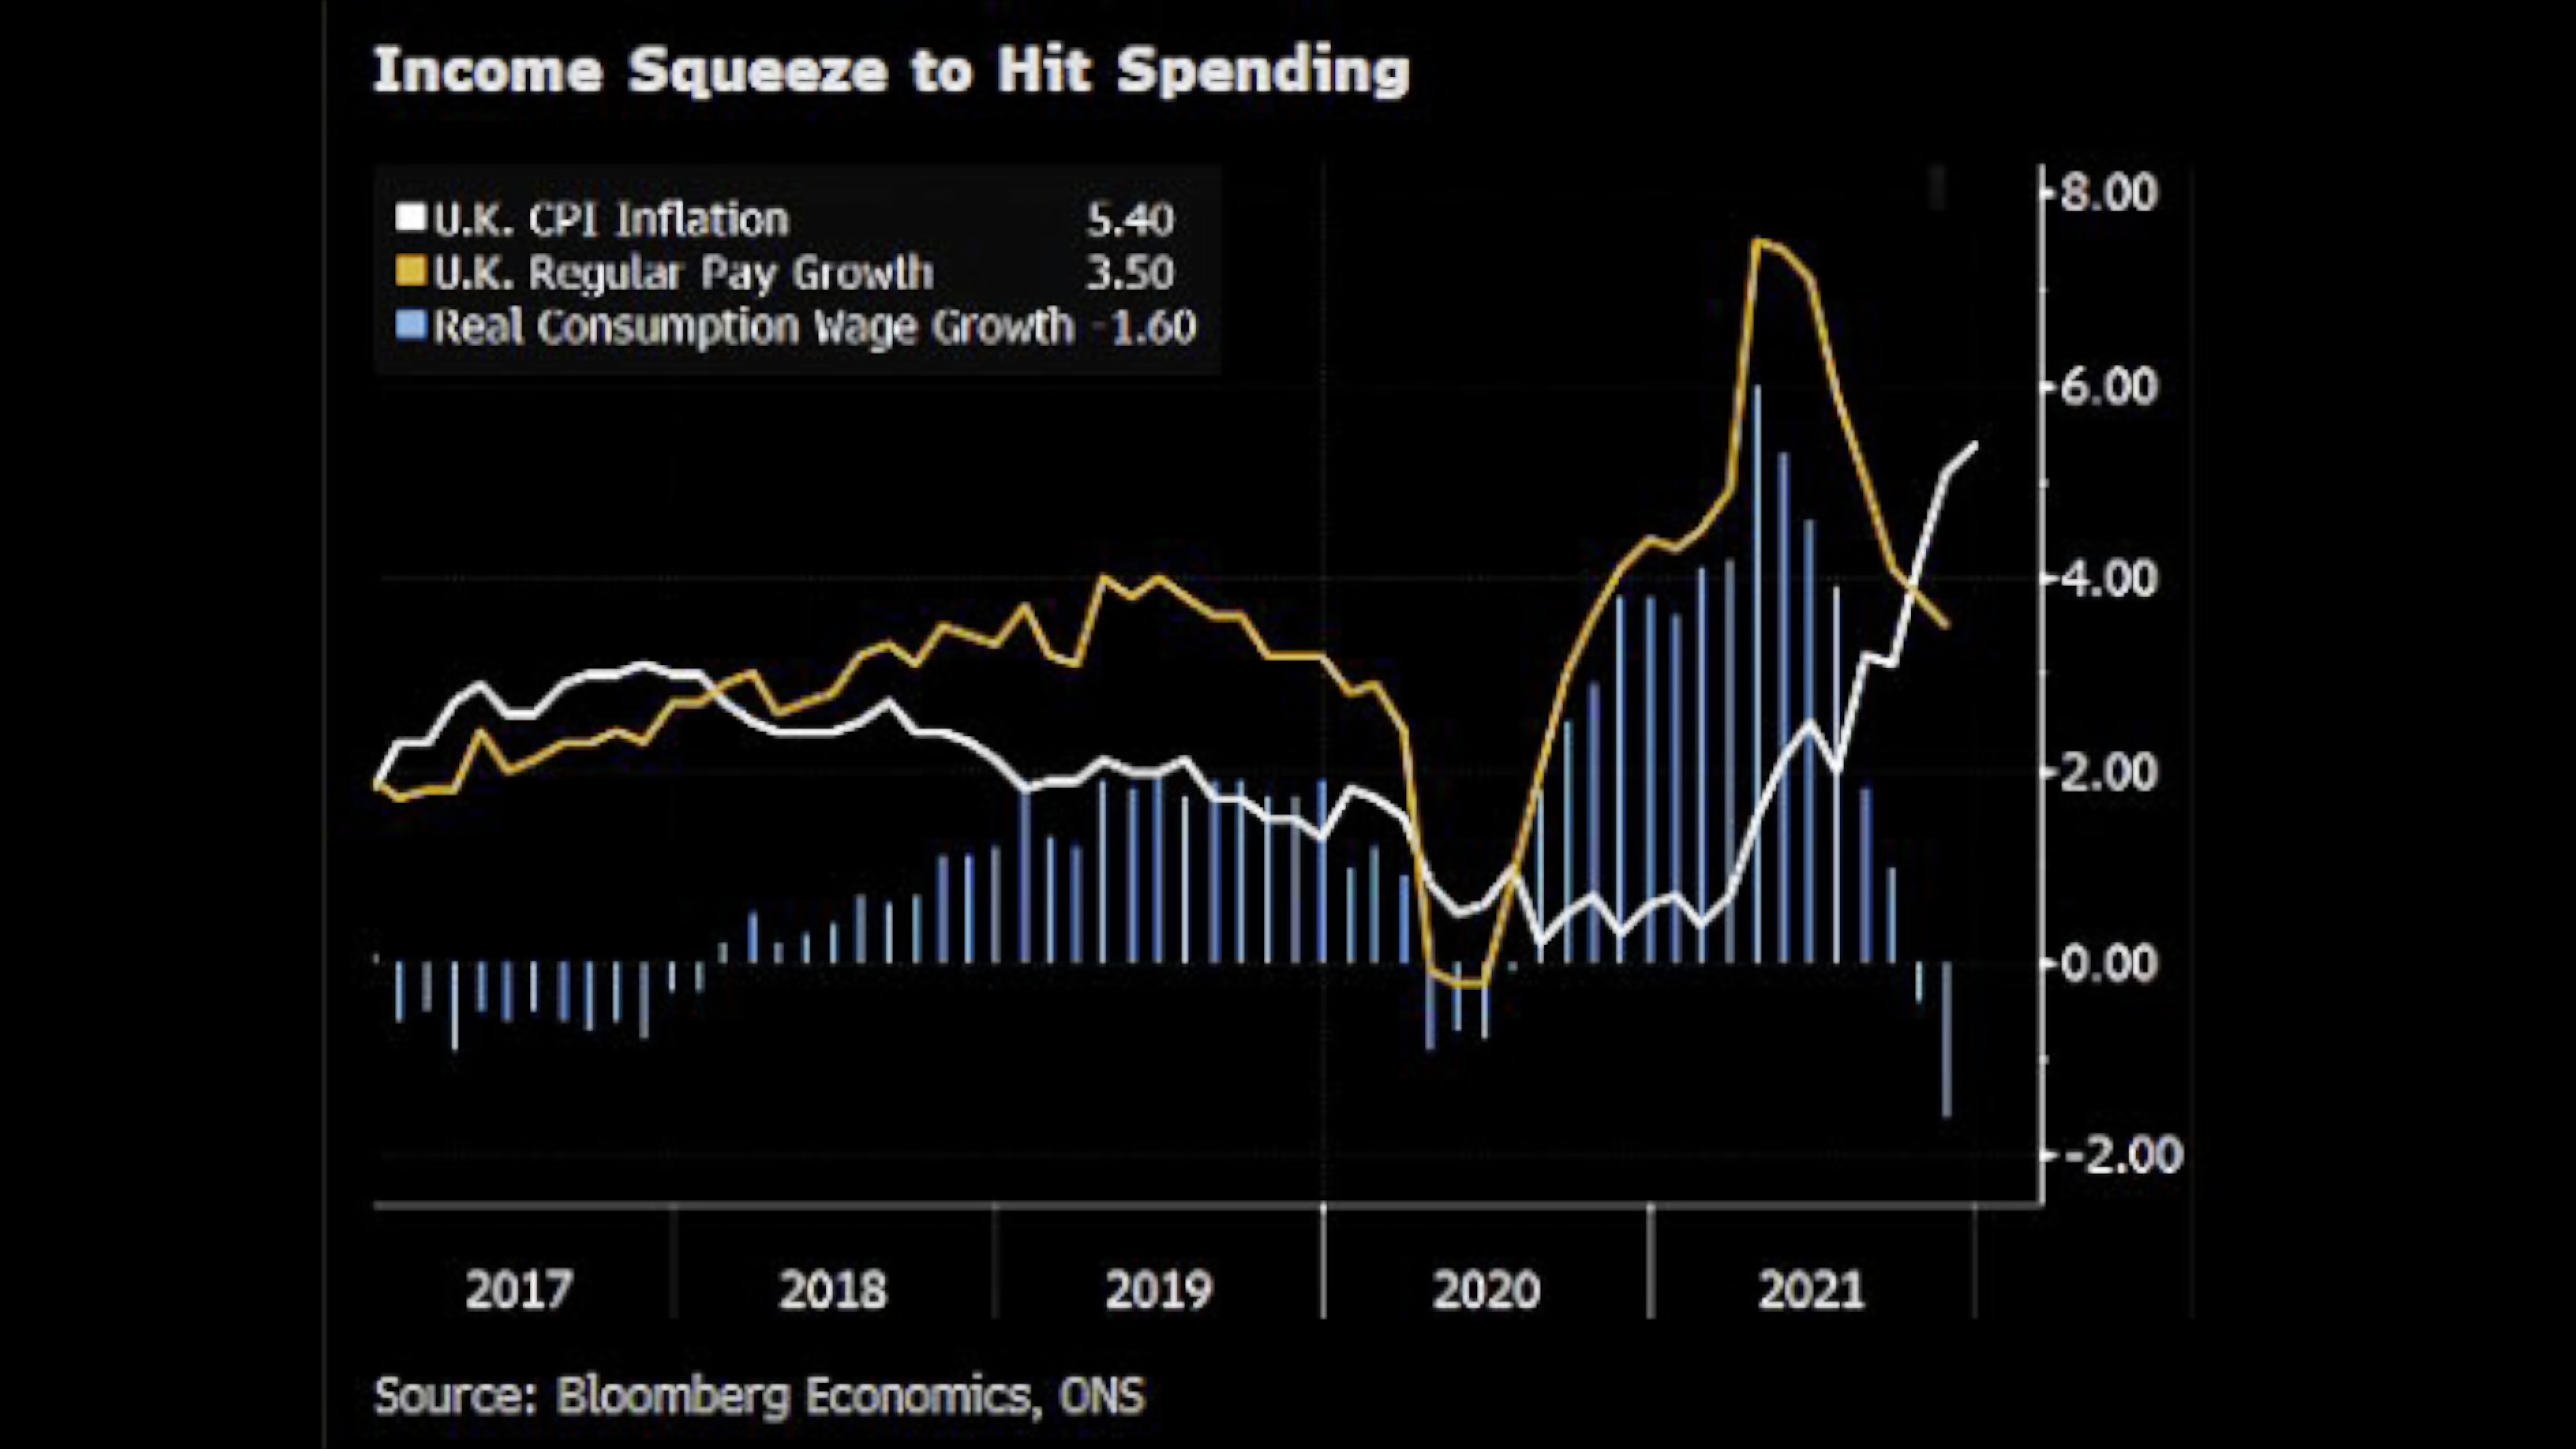 Income Squeeze to Hit Spending
U.K. CPI Inflation 5.40
U.K. Regular Pay Growth 3.50
Real Consumption Wage Growth -1.60
8.00
6.00
4.00
2.00
0.00
-2.00
2017 2018 2019 2020 2021
Source: Bloomberg Economics, ONS